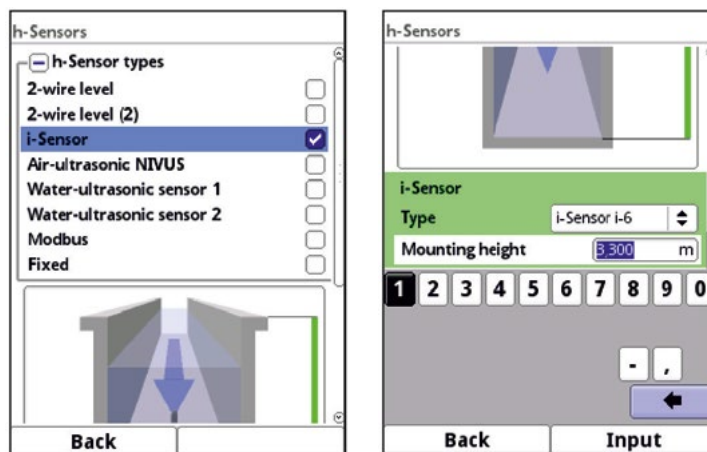 h-Sensors
h-Sensor types
2-wire level
2-wire level (2)
i-Sensor
Air-ultrasonic NIVUS
Water-ultrasonic sensor 1
Water-ultrasonic sensor 2
Modbus
Fixed
Back
h-Sensors
i-Sensor
Type i-Sensor i-6
Mounting height 3,300 m
1 2 3 4 5 6 7 8 9 0
- ,
Back Input